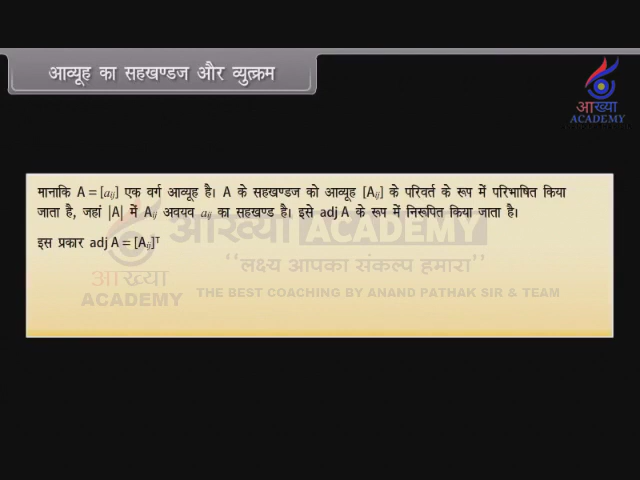 आव्यूह का सहखण्डज और व्युत्क्रम
आख्या
ACADEMY
मानाकि A = [aij] एक वर्ग आव्यूह है। A के सहखण्डज को आव्यूह [Aij] के परिवर्त के रूप में परिभाषित किया
जाता है, जहां |A| में Aij अवयव aij का सहखण्ड है। इसे adj A के रूप में निरूपित किया जाता है।
इस प्रकार adj A = [Aij]ᵀ
आख्या ACADEMY
"लक्ष्य आपका संकल्प हमारा"
आख्या
ACADEMY
THE BEST COACHING BY ANAND PATHAK SIR & TEAM